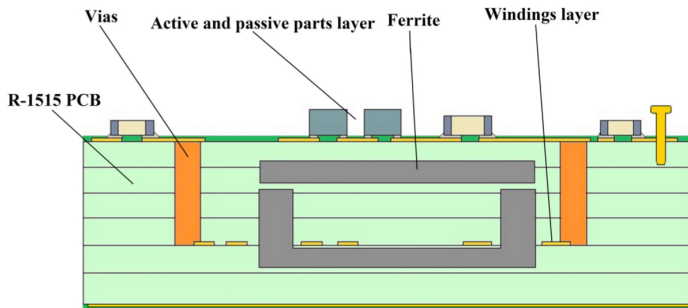 Vias
Active and passive parts layer
Ferrite
Windings layer
R-1515 PCB